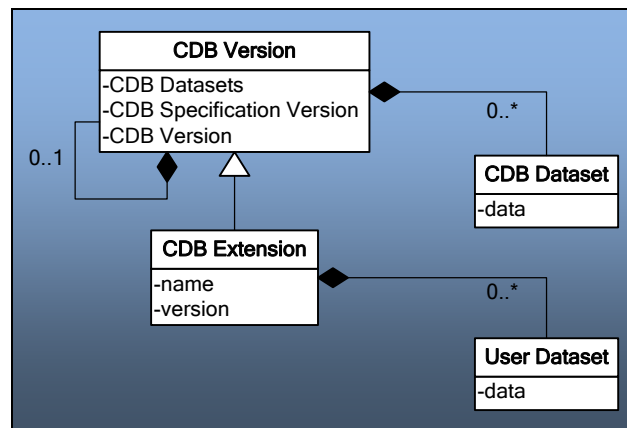 CDB Version
-CDB Datasets
-CDB Specification Version
-CDB Version
0..*
0..1
CDB Dataset
-data
CDB Extension
-name
-version
0..*
User Dataset
-data